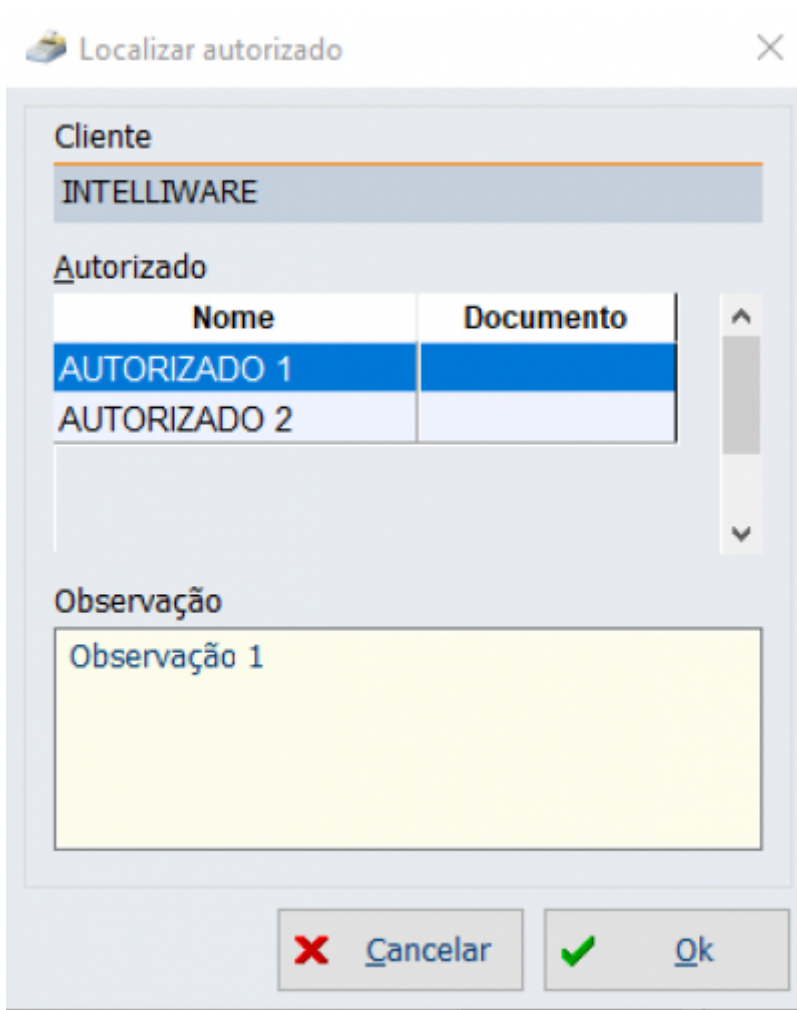 Localizar autorizado
Cliente
INTELLIWARE
Autorizado
Nome Documento
AUTORIZADO 1
AUTORIZADO 2
Observação
Observação 1
Cancelar Ok